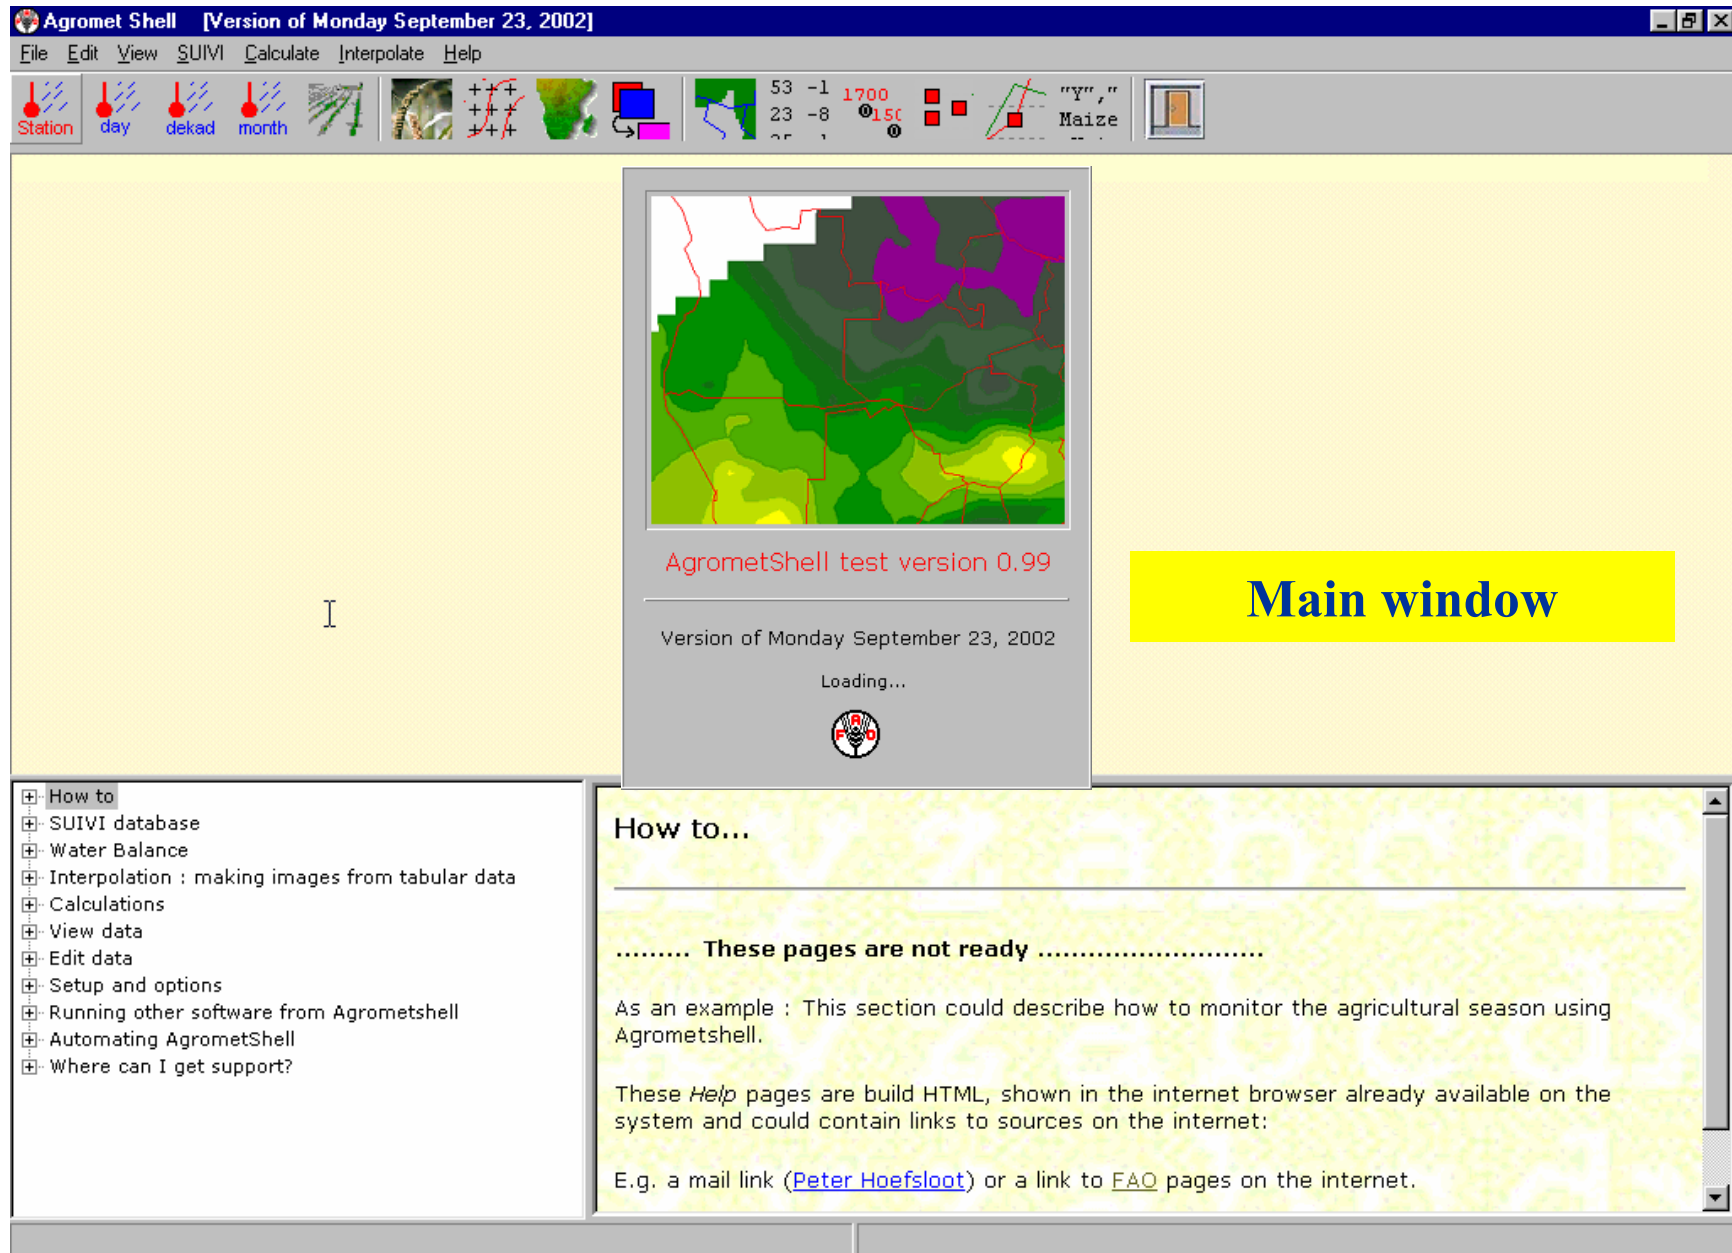 Agromet Shell [Version of Monday September 23, 2002]
File Edit View SUIVI Calculate Interpolate Help
Station day dekad month
53 -1 1700 "Y","
23 -8 Maize
AgrometShell test version 0.99
Main window
Version of Monday September 23, 2002
Loading...
F A O
How to
SUIVI database
Water Balance
Interpolation : making images from tabular data
Calculations
View data
Edit data
Setup and options
Running other software from Agrometshell
Automating AgrometShell
Where can I get support?
How to...
......... These pages are not ready ...........................
As an example : This section could describe how to monitor the agricultural season using
Agrometshell.
These Help pages are build HTML, shown in the internet browser already available on the
system and could contain links to sources on the internet:
E.g. a mail link (Peter Hoefsloot) or a link to FAO pages on the internet.